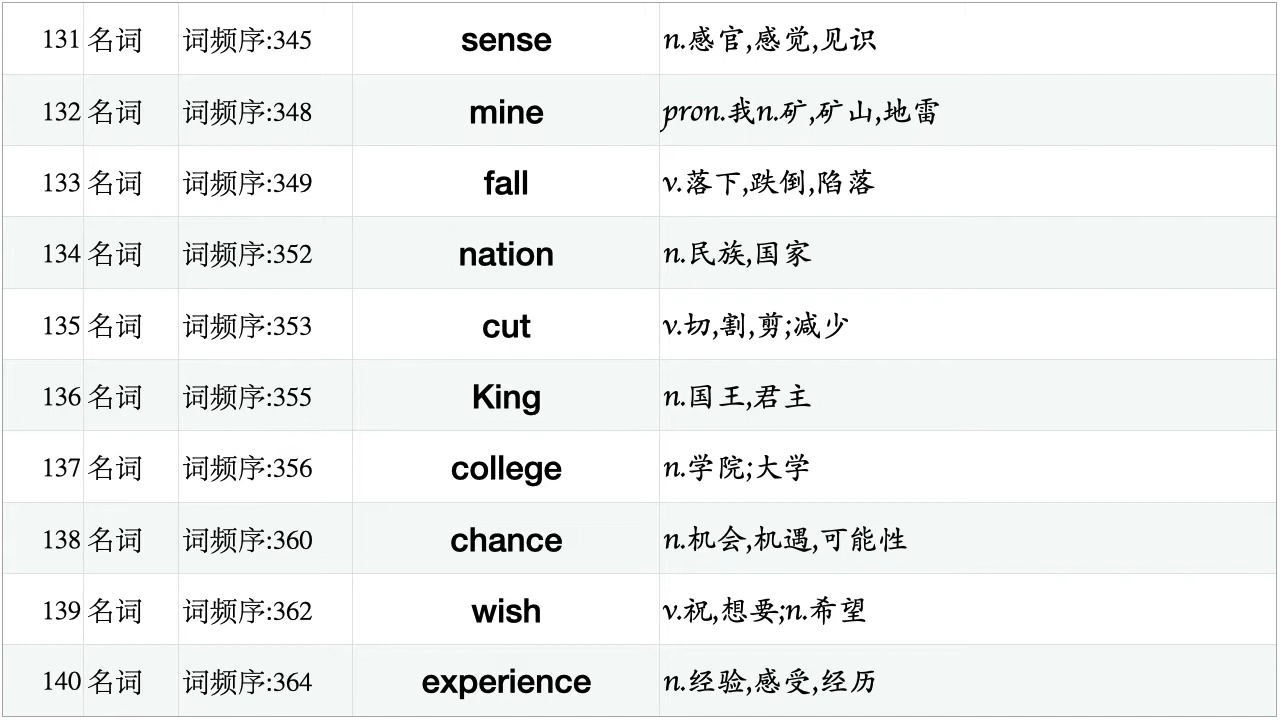 131 名词 词频序:345 sense n.感官,感觉,见识
132 名词 词频序:348 mine pron.我n.矿,矿山,地雷
133 名词 词频序:349 fall v.落下,跌倒,陷落
134 名词 词频序:352 nation n.民族,国家
135 名词 词频序:353 cut v.切,割,剪;减少
136 名词 词频序:355 King n.国王,君主
137 名词 词频序:356 college n.学院;大学
138 名词 词频序:360 chance n.机会,机遇,可能性
139 名词 词频序:362 wish v.祝,想要;n.希望
140 名词 词频序:364 experience n.经验,感受,经历